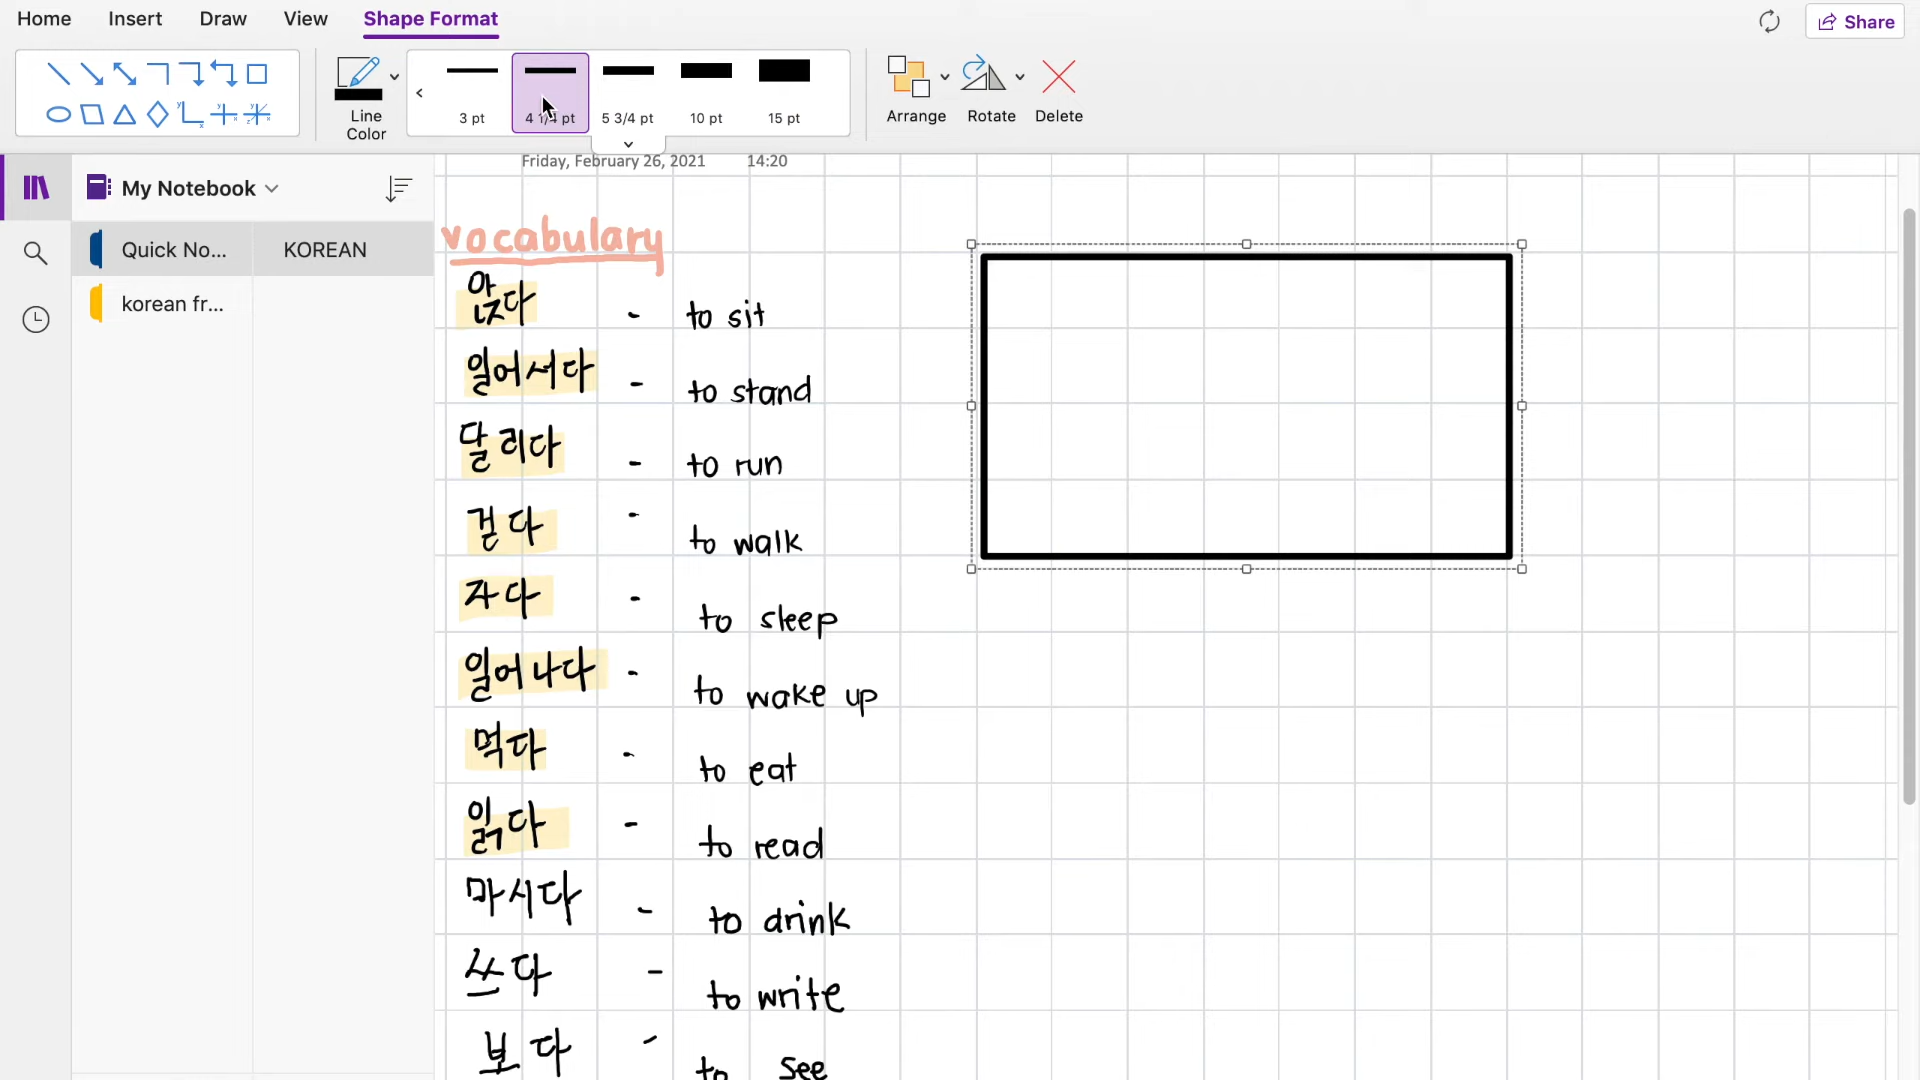 Home Insert Draw View Shape Format Share
Line Color
3 pt 4 1/4 pt 5 3/4 pt 10 pt 15 pt
Arrange Rotate Delete
My Notebook
Quick No... KOREAN
korean fr...
Friday, February 26, 2021 14:20
vocabulary
앉다 - to sit
일어서다 - to stand
달리다 - to run
걷다 - to walk
자다 - to sleep
일어나다 - to wake up
먹다 - to eat
읽다 - to read
마시다 - to drink
쓰다 - to write
보다 - to see